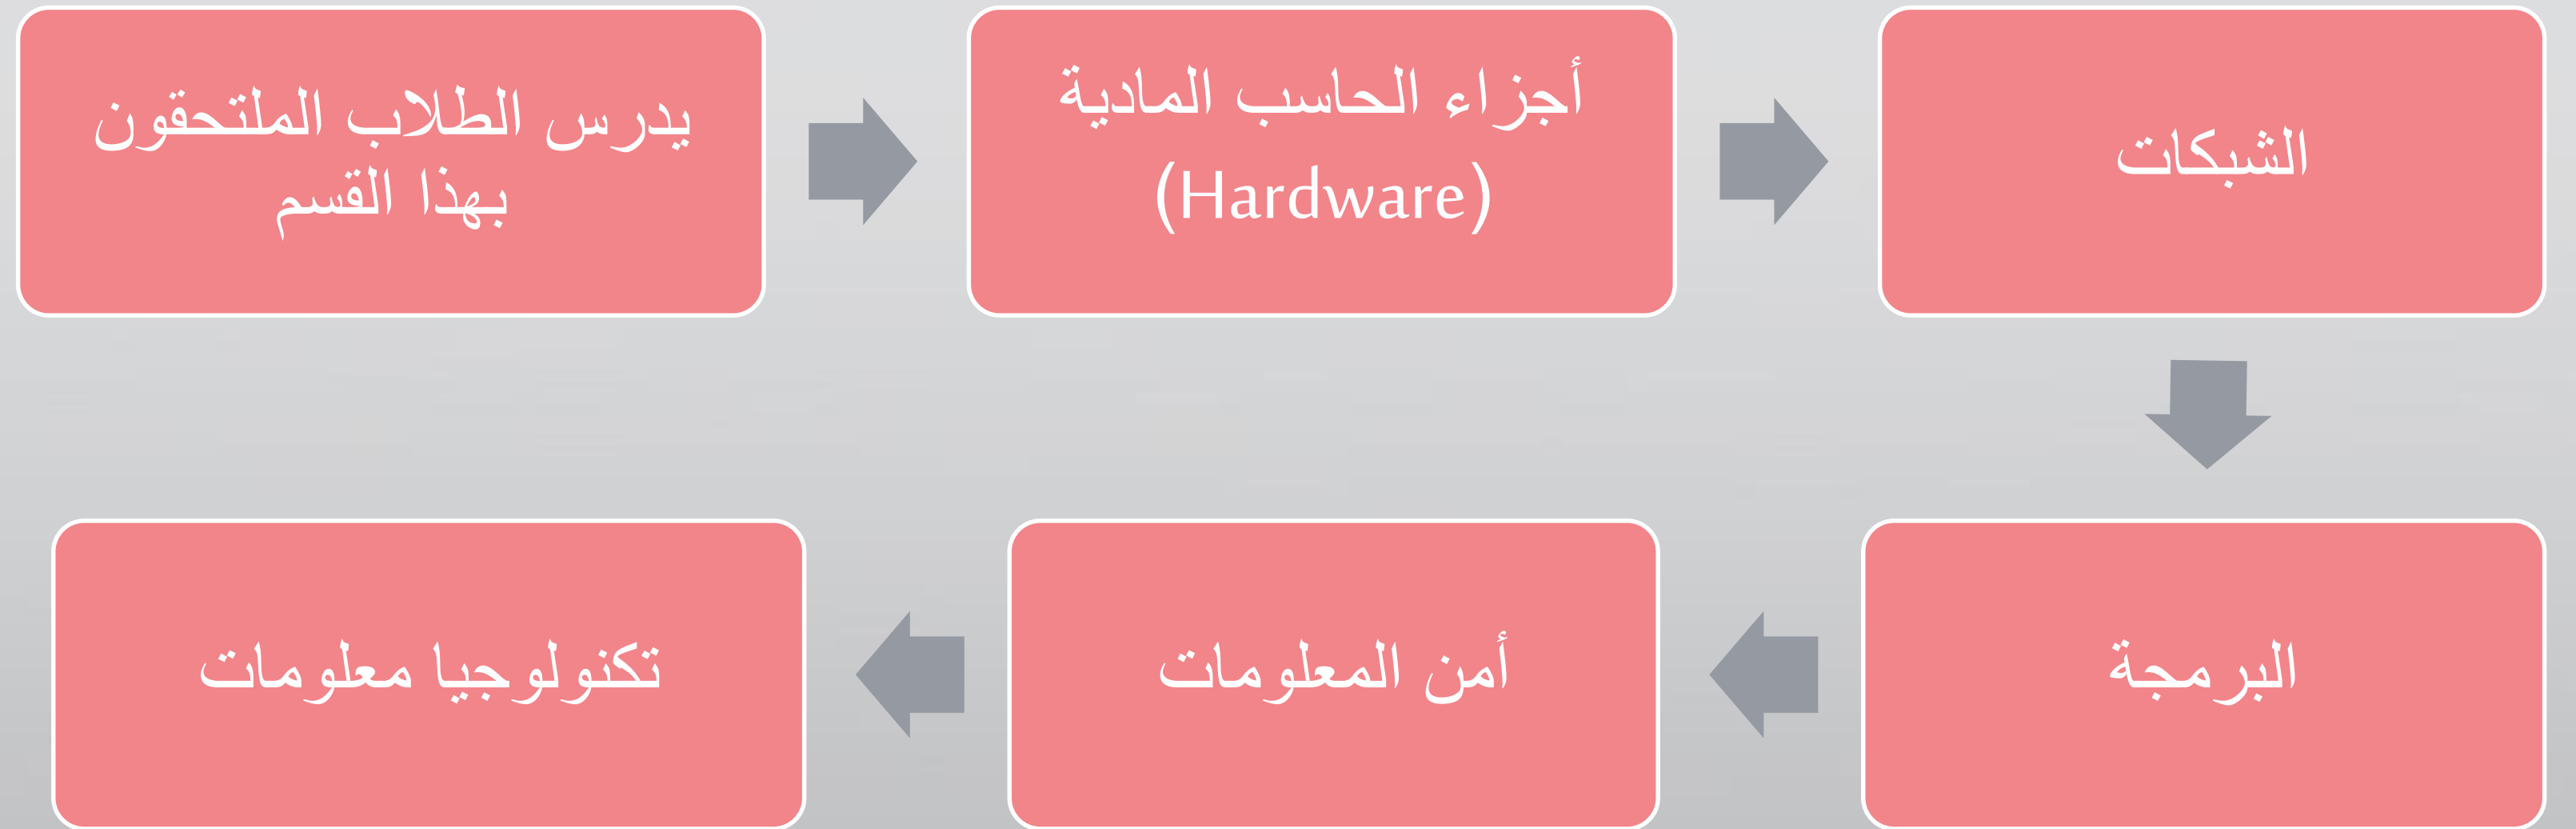 يدرس الطلاب الملتحقون
بهذا القسم
أجزاء الحاسب المادية
(Hardware)
الشبكات
البرمجة
أمن المعلومات
تكنولوجيا معلومات